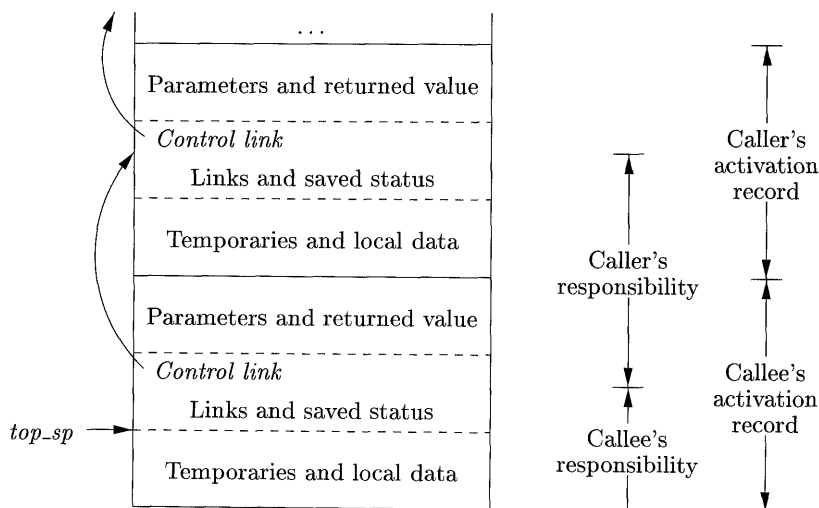 ...
Parameters and returned value
Control link
Links and saved status
Temporaries and local data
Parameters and returned value
Control link
Links and saved status
top_sp
Temporaries and local data
Caller's
responsibility
Callee's
responsibility
Caller's
activation
record
Callee's
activation
record